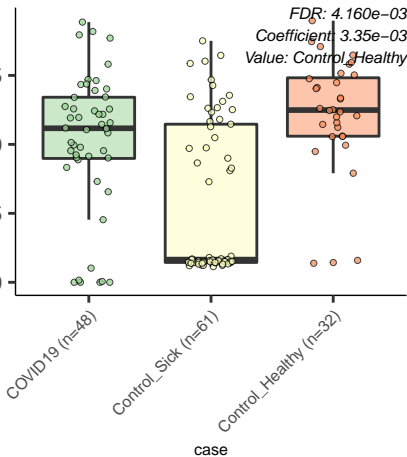 FDR: 4.160e−03
Coefficient: 3.35e−03
Value: Control_Healthy
COVID19 (n=48)
Control_Sick (n=61)
Control_Healthy (n=32)
case